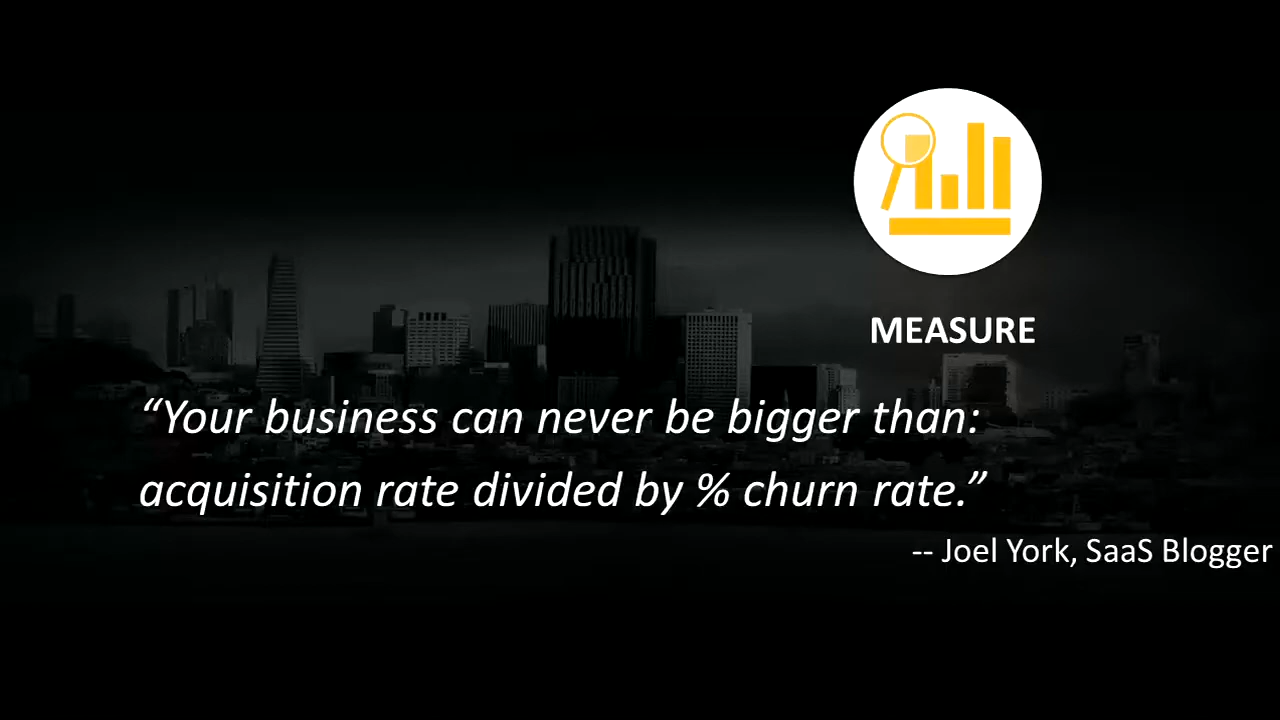 MEASURE
“Your business can never be bigger than:
acquisition rate divided by % churn rate.”
-- Joel York, SaaS Blogger